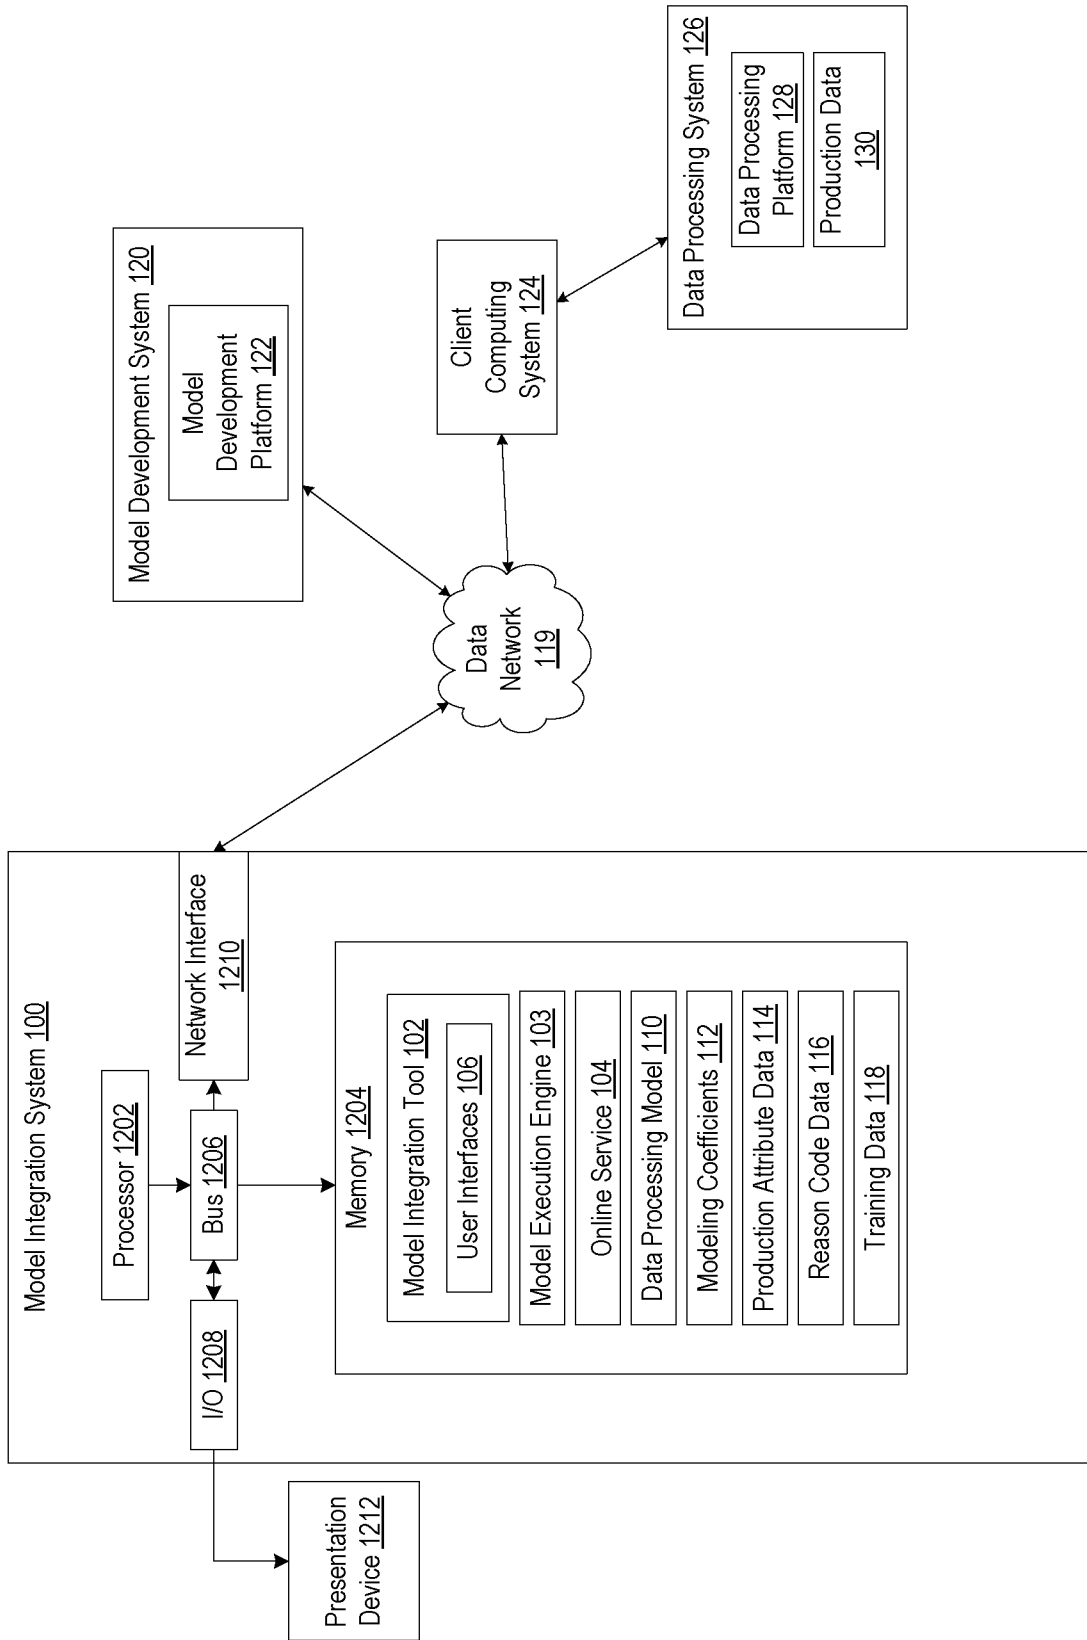 Model Integration System 100
Processor 1202
I/O 1208
Bus 1206
Network Interface
1210
Presentation
Device 1212
Memory 1204
Model Integration Tool 102
User Interfaces 106
Model Execution Engine 103
Online Service 104
Data Processing Model 110
Modeling Coefficients 112
Production Attribute Data 114
Reason Code Data 116
Training Data 118
Data
Network
119
Model Development System 120
Model
Development
Platform 122
Client
Computing
System 124
Data Processing System 126
Data Processing
Platform 128
Production Data
130